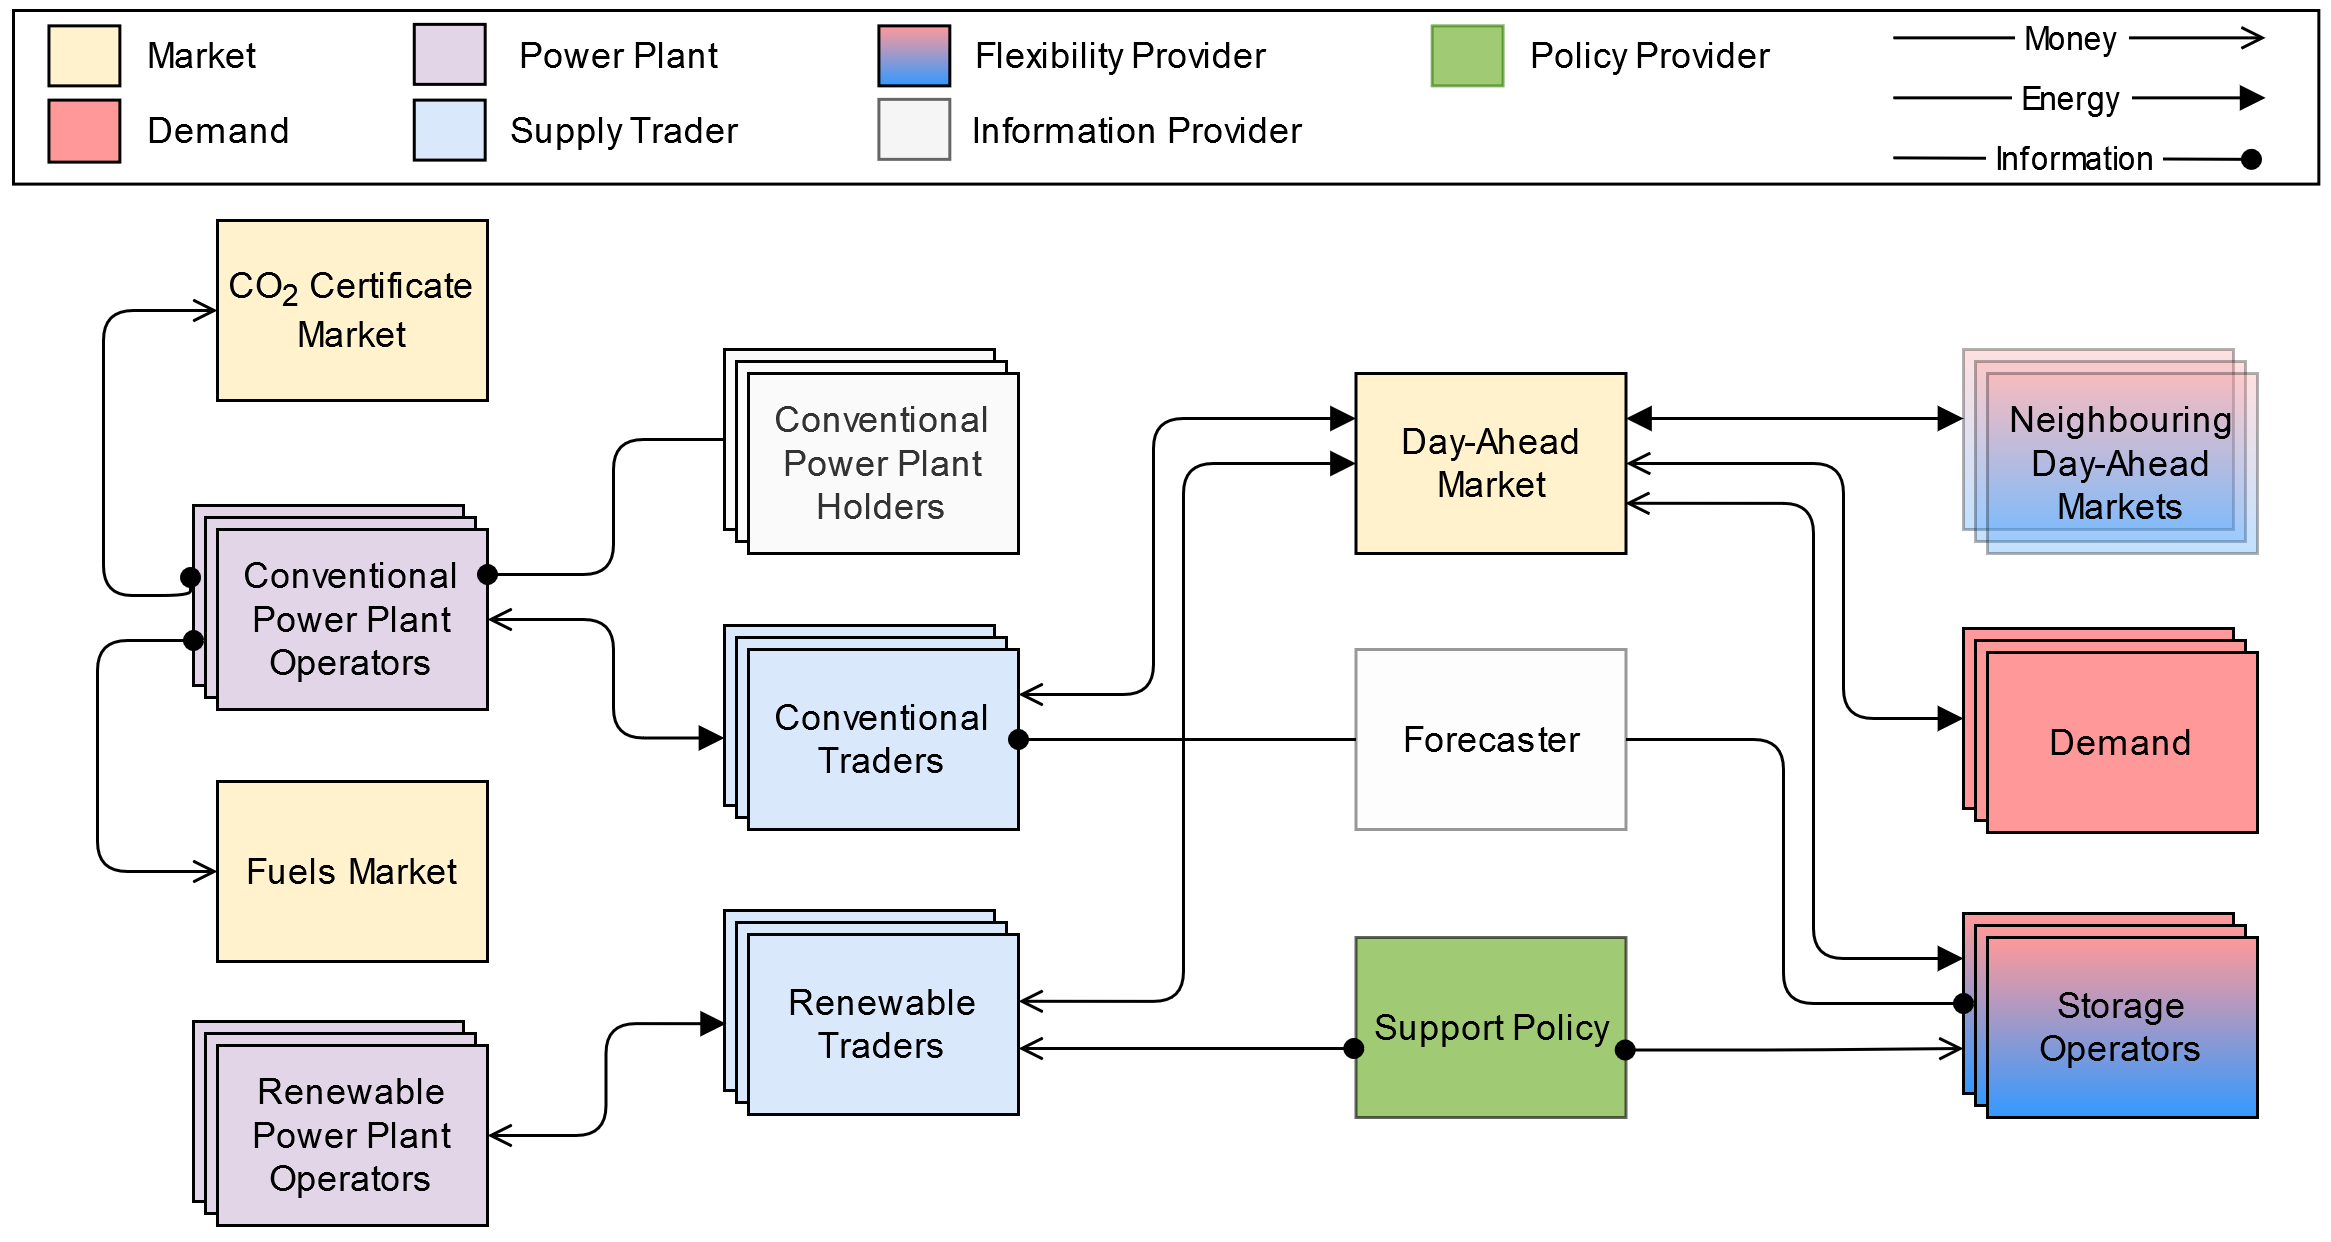 Market
Power Plant
Flexibility Provider
Policy Provider
Money
Energy
Demand
Supply Trader
Information Provider
Information
CO2 Certificate
Market
Conventional
Power Plant
Holders
Day-Ahead
Market
Neighbouring
Day-Ahead
Markets
Conventional
Power Plant
Operators
Conventional
Traders
Forecaster
Demand
Fuels Market
Renewable
Traders
Support Policy
Storage
Operators
Renewable
Power Plant
Operators